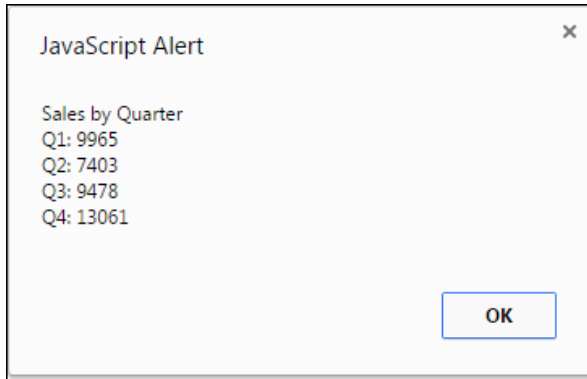 JavaScript Alert
×
Sales by Quarter
Q1: 9965
Q2: 7403
Q3: 9478
Q4: 13061
OK